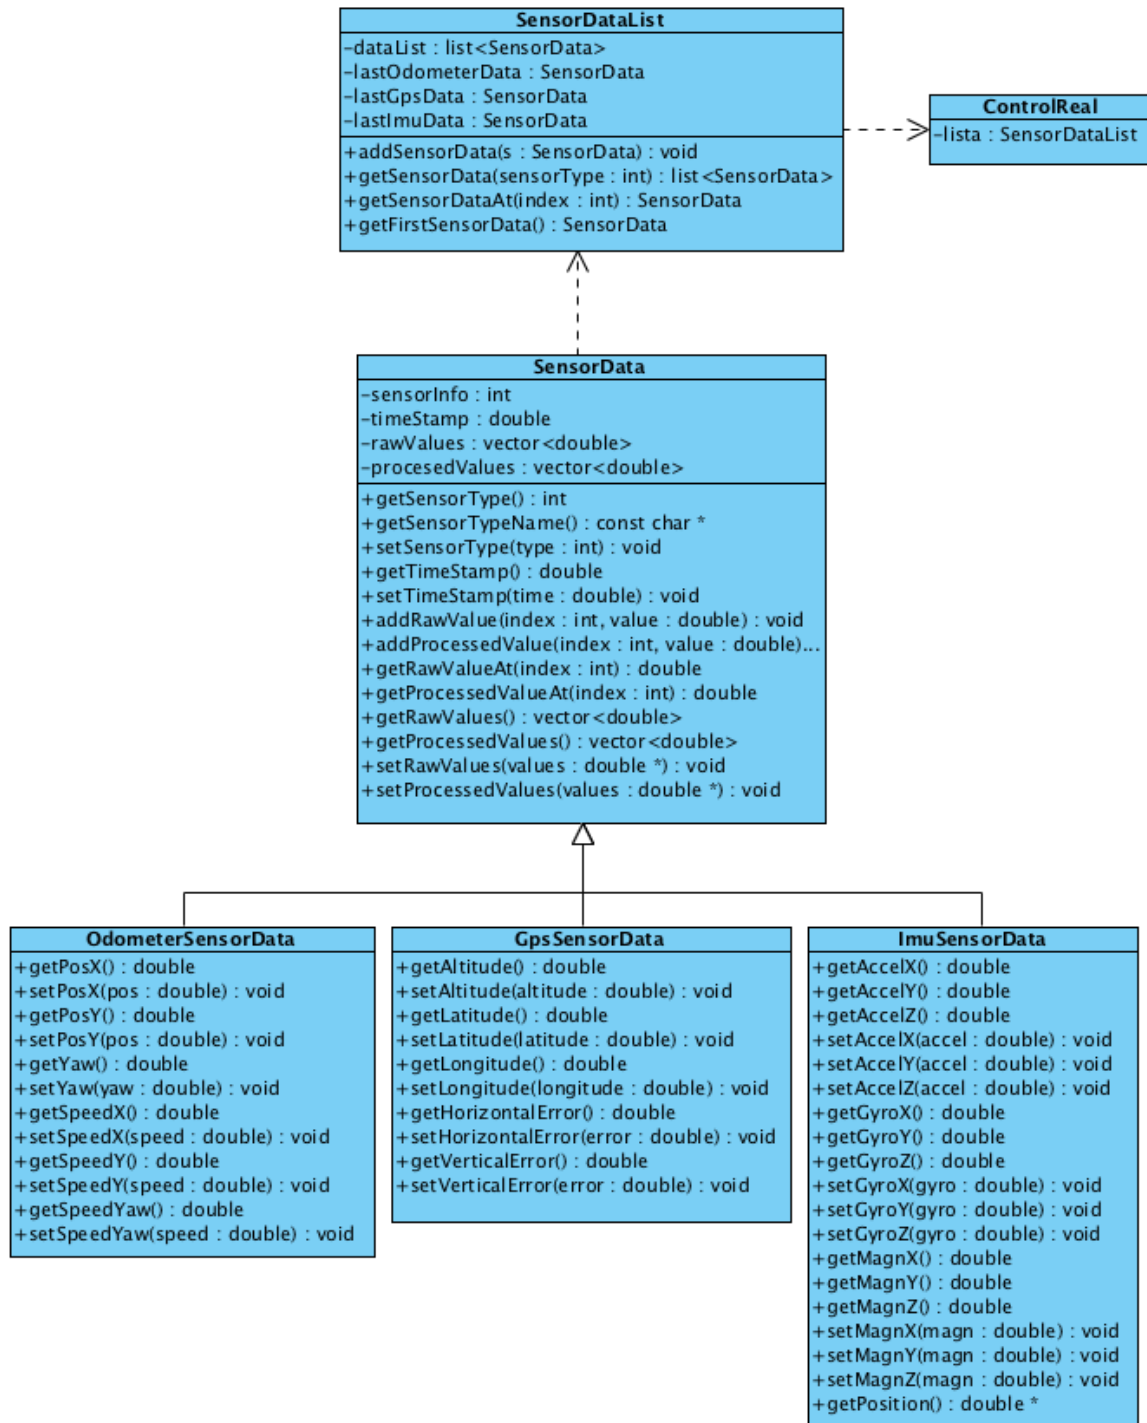 SensorDataList
-dataList : list<SensorData>
-lastOdometerData : SensorData
-lastGpsData : SensorData
-lastImuData : SensorData
+addSensorData(s : SensorData) : void
+getSensorData(sensorType : int) : list<SensorData>
+getSensorDataAt(index : int) : SensorData
+getFirstSensorData() : SensorData
ControlReal
-lista : SensorDataList
SensorData
-sensorInfo : int
-timeStamp : double
-rawValues : vector<double>
-procesedValues : vector<double>
+getSensorType() : int
+getSensorTypeName() : const char *
+setSensorType(type : int) : void
+getTimeStamp() : double
+setTimeStamp(time : double) : void
+addRawValue(index : int, value : double) : void
+addProcessedValue(index : int, value : double)...
+getRawValueAt(index : int) : double
+getProcessedValueAt(index : int) : double
+getRawValues() : vector<double>
+getProcessedValues() : vector<double>
+setRawValues(values : double *) : void
+setProcessedValues(values : double *) : void
OdometerSensorData
+getPosX() : double
+setPosX(pos : double) : void
+getPosY() : double
+setPosY(pos : double) : void
+getYaw() : double
+setYaw(yaw : double) : void
+getSpeedX() : double
+setSpeedX(speed : double) : void
+getSpeedY() : double
+setSpeedY(speed : double) : void
+getSpeedYaw() : double
+setSpeedYaw(speed : double) : void
GpsSensorData
+getAltitude() : double
+setAltitude(altitude : double) : void
+getLatitude() : double
+setLatitude(latitude : double) : void
+getLongitude() : double
+setLongitude(longitude : double) : void
+getHorizontalError() : double
+setHorizontalError(error : double) : void
+getVerticalError() : double
+setVerticalError(error : double) : void
ImuSensorData
+getAccelX() : double
+getAccelY() : double
+getAccelZ() : double
+setAccelX(accel : double) : void
+setAccelY(accel : double) : void
+setAccelZ(accel : double) : void
+getGyroX() : double
+getGyroY() : double
+getGyroZ() : double
+setGyroX(gyro : double) : void
+setGyroY(gyro : double) : void
+setGyroZ(gyro : double) : void
+getMagnX() : double
+getMagnY() : double
+getMagnZ() : double
+setMagnX(magn : double) : void
+setMagnY(magn : double) : void
+setMagnZ(magn : double) : void
+getPosition() : double *